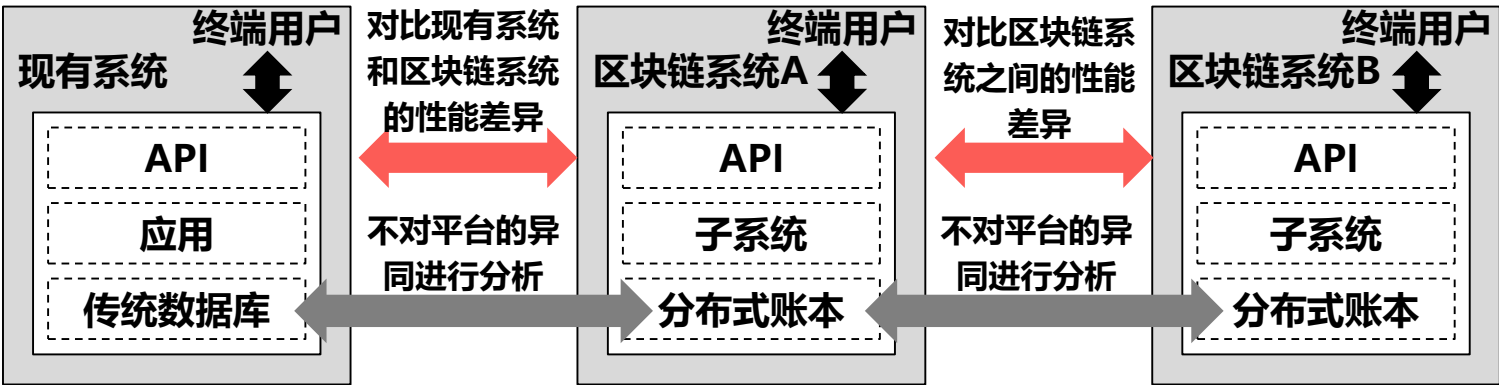 终端用户
现有系统
API
应用
传统数据库
对比现有系统
和区块链系统
的性能差异
不对平台的异
同进行分析
终端用户
区块链系统A
API
子系统
分布式账本
对比区块链系
统之间的性能
差异
不对平台的异
同进行分析
终端用户
区块链系统B
API
子系统
分布式账本